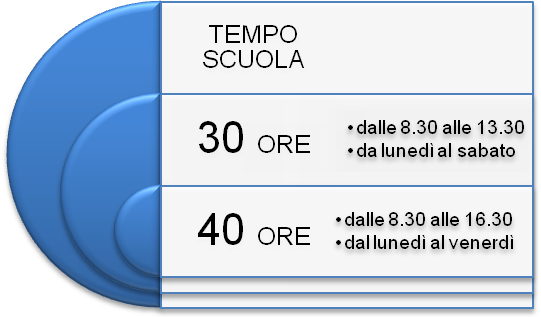 TEMPO
SCUOLA
30 ORE
•dalle 8.30 alle 13.30
•da lunedì al sabato
40 ORE
•dalle 8.30 alle 16.30
•dal lunedì al venerdì